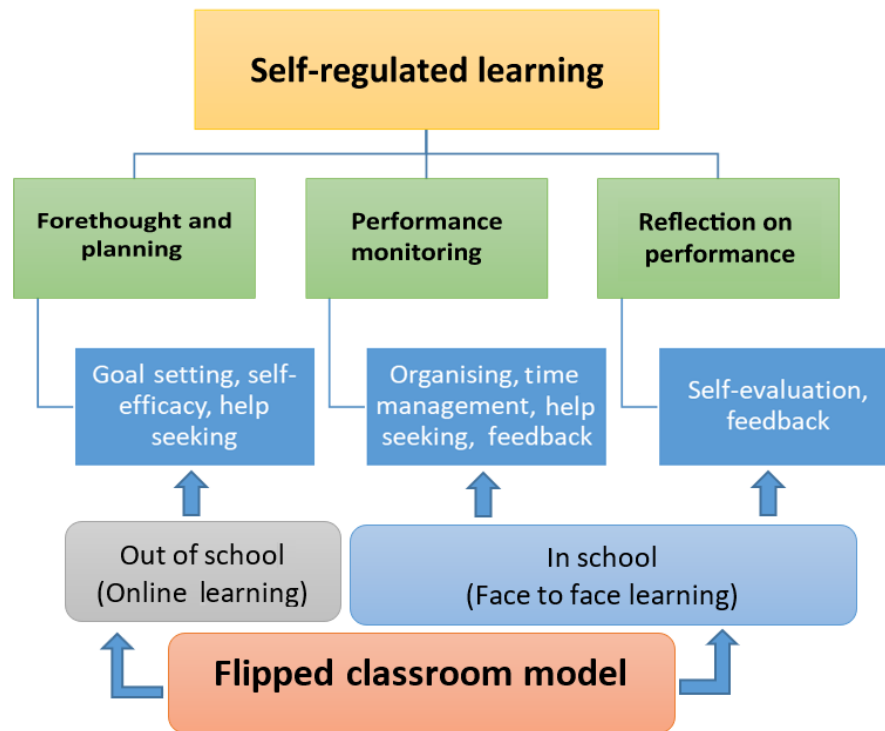 Self-regulated learning
Forethought and
planning
Performance
monitoring
Reflection on
performance
Goal setting, self-
efficacy, help
seeking
Organising, time
management, help
seeking, feedback
Self-evaluation,
feedback
Out of school
(Online learning)
In school
(Face to face learning)
Flipped classroom model